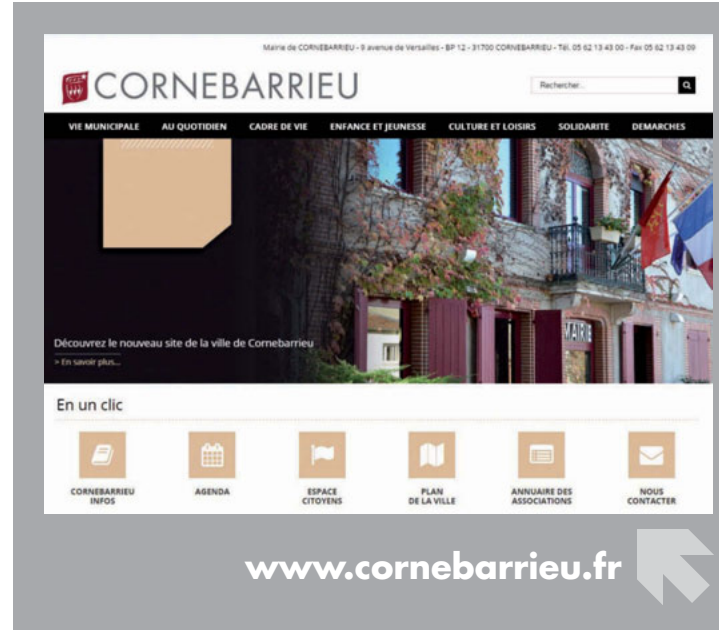 Mairie de CORNEBARRIEU - 9 avenue de Versailles - BP 12 - 31700 CORNEBARRIEU - Tél. 05 62 13 43 00 - Fax 05 62 13 43 09
CORNEBARRIEU
Rechercher...
VIE MUNICIPALE AU QUOTIDIEN CADRE DE VIE ENFANCE ET JEUNESSE CULTURE ET LOISIRS SOLIDARITE DEMARCHES
MAIRIE
Découvrez le nouveau site de la ville de Cornebarrieu
> En savoir plus...
En un clic
CORNEBARRIEU
INFOS
AGENDA
ESPACE
CITOYENS
PLAN
DE LA VILLE
ANNUAIRE DES
ASSOCIATIONS
NOUS
CONTACTER
www.cornebarrieu.fr